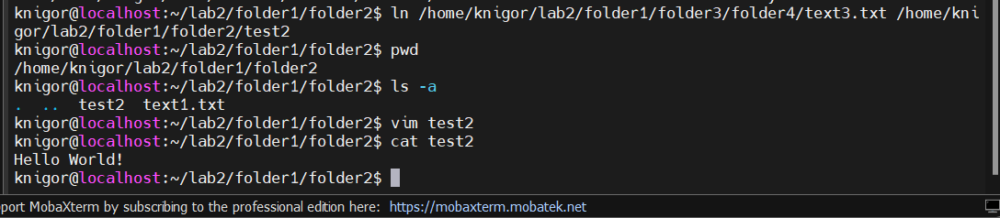 knigor@localhost:~/lab2/folder1/folder2$ ln /home/knigor/lab2/folder1/folder3/folder4/text3.txt /home/kni
gor/lab2/folder1/folder2/test2
knigor@localhost:~/lab2/folder1/folder2$ pwd
/home/knigor/lab2/folder1/folder2
knigor@localhost:~/lab2/folder1/folder2$ ls -a
.  ..  test2  text1.txt
knigor@localhost:~/lab2/folder1/folder2$ vim test2
knigor@localhost:~/lab2/folder1/folder2$ cat test2
Hello World!
knigor@localhost:~/lab2/folder1/folder2$
port MobaXterm by subscribing to the professional edition here: https://mobaxterm.mobatek.net